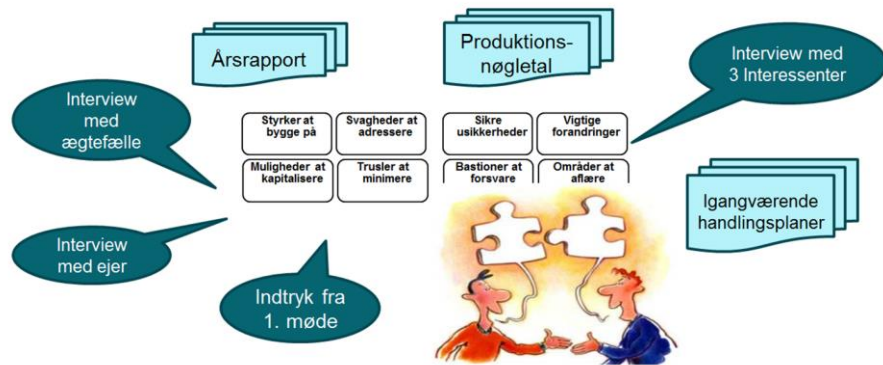 Årsrapport
Produktions-
nøgletal
Interview med
3 Interessenter
Interview
med
ægtefælle
Styrker at
bygge på
Svagheder at
adressere
Sikre
usikkerheder
Vigtige
forandringer
Muligheder at
kapitalisere
Trusler at
minimere
Bastioner at
forsvare
Områder at
aflære
Igangværende
handlingsplaner
Interview
med ejer
Indtryk fra
1. møde